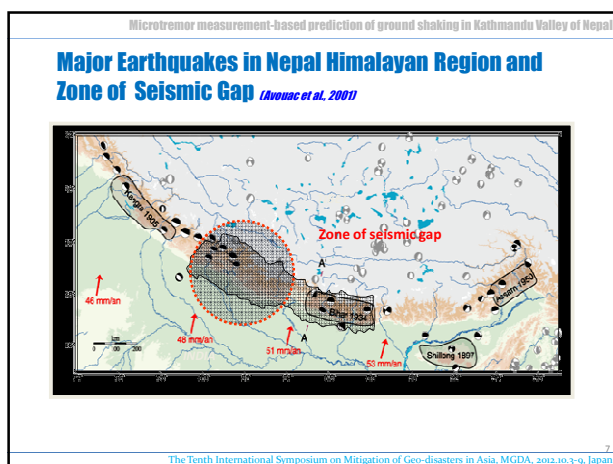 Microtremor measurement-based prediction of ground shaking in Kathmandu Valley of Nepal
Major Earthquakes in Nepal Himalayan Region and
Zone of Seismic Gap (Avouac et al., 2001)
Kangra 1905
Zone of seismic gap
A
Assam 1950
46 mm/an
Bihar 1934
48 mm/an
51 mm/an
A
53 mm/an
Shillong 1897
7
The Tenth International Symposium on Mitigation of Geo-disasters in Asia, MGDA, 2012.10.3-9, Japan